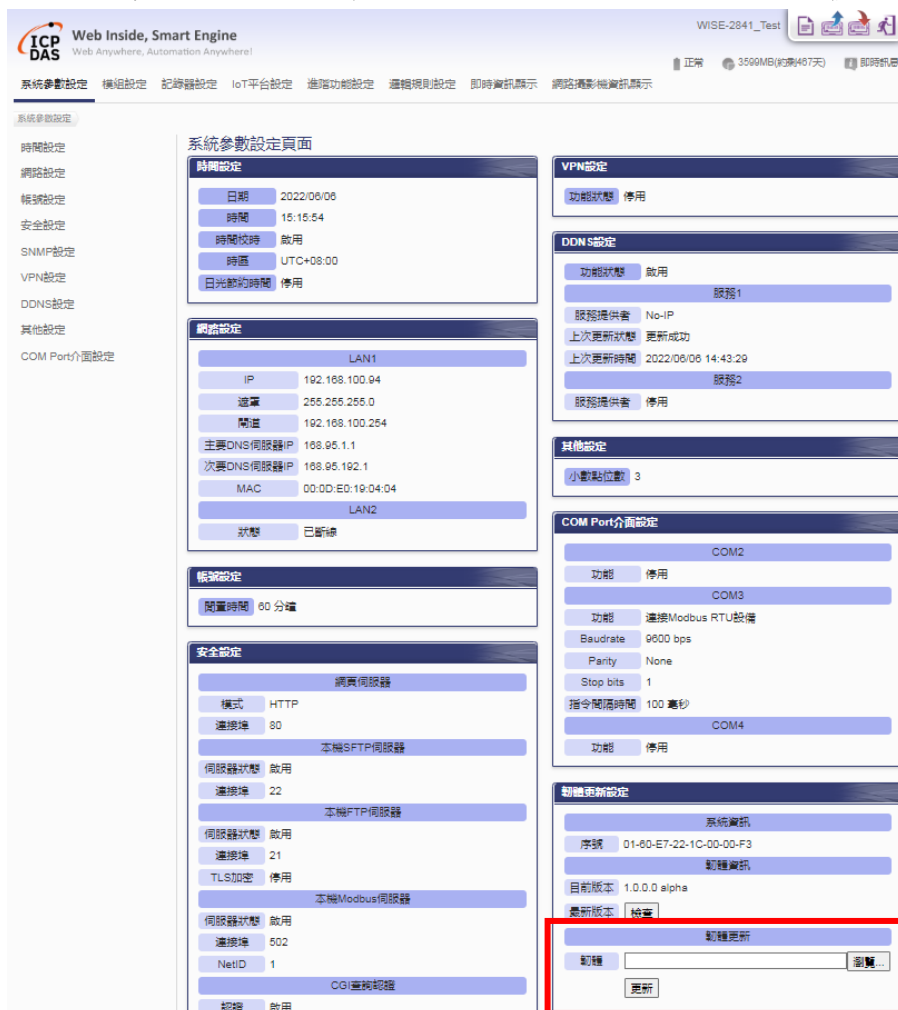 ICP DAS
Web Inside, Smart Engine
Web Anywhere, Automation Anywhere!
WISE-2841_Test
正常 3599MB(約剩467天) 即時訊息
系統參數設定 模組設定 記錄器設定 IoT平台設定 進階功能設定 邏輯規則設定 即時資訊顯示 網路攝影機資訊顯示
系統參數設定
時間設定
網路設定
帳號設定
安全設定
SNMP設定
VPN設定
DDNS設定
其他設定
COM Port介面設定
系統參數設定頁面
時間設定
日期 2022/06/06
時間 15:15:54
時間校時 啟用
時區 UTC+08:00
日光節約時間 停用
網路設定
LAN1
IP 192.168.100.94
遮罩 255.255.255.0
閘道 192.168.100.254
主要DNS伺服器IP 168.95.1.1
次要DNS伺服器IP 168.95.192.1
MAC 00:0D:E0:19:04:04
LAN2
狀態 已斷線
帳號設定
閒置時間 60 分鐘
安全設定
網頁伺服器
模式 HTTP
連接埠 80
本機SFTP伺服器
伺服器狀態 啟用
連接埠 22
本機FTP伺服器
伺服器狀態 啟用
連接埠 21
TLS加密 停用
本機Modbus伺服器
伺服器狀態 啟用
連接埠 502
NetID 1
CGI查詢認證
認證 啟用
VPN設定
功能狀態 停用
DDNS設定
功能狀態 啟用
服務1
服務提供者 No-IP
上次更新狀態 更新成功
上次更新時間 2022/06/06 14:43:29
服務2
服務提供者 停用
其他設定
小數點位數 3
COM Port介面設定
COM2
功能 停用
COM3
功能 連接Modbus RTU設備
Baudrate 9600 bps
Parity None
Stop bits 1
指令間隔時間 100 毫秒
COM4
功能 停用
韌體更新設定
系統資訊
序號 01-60-E7-22-1C-00-00-F3
韌體資訊
目前版本 1.0.0.0 alpha
最新版本 檢查
韌體更新
韌體 瀏覽...
更新